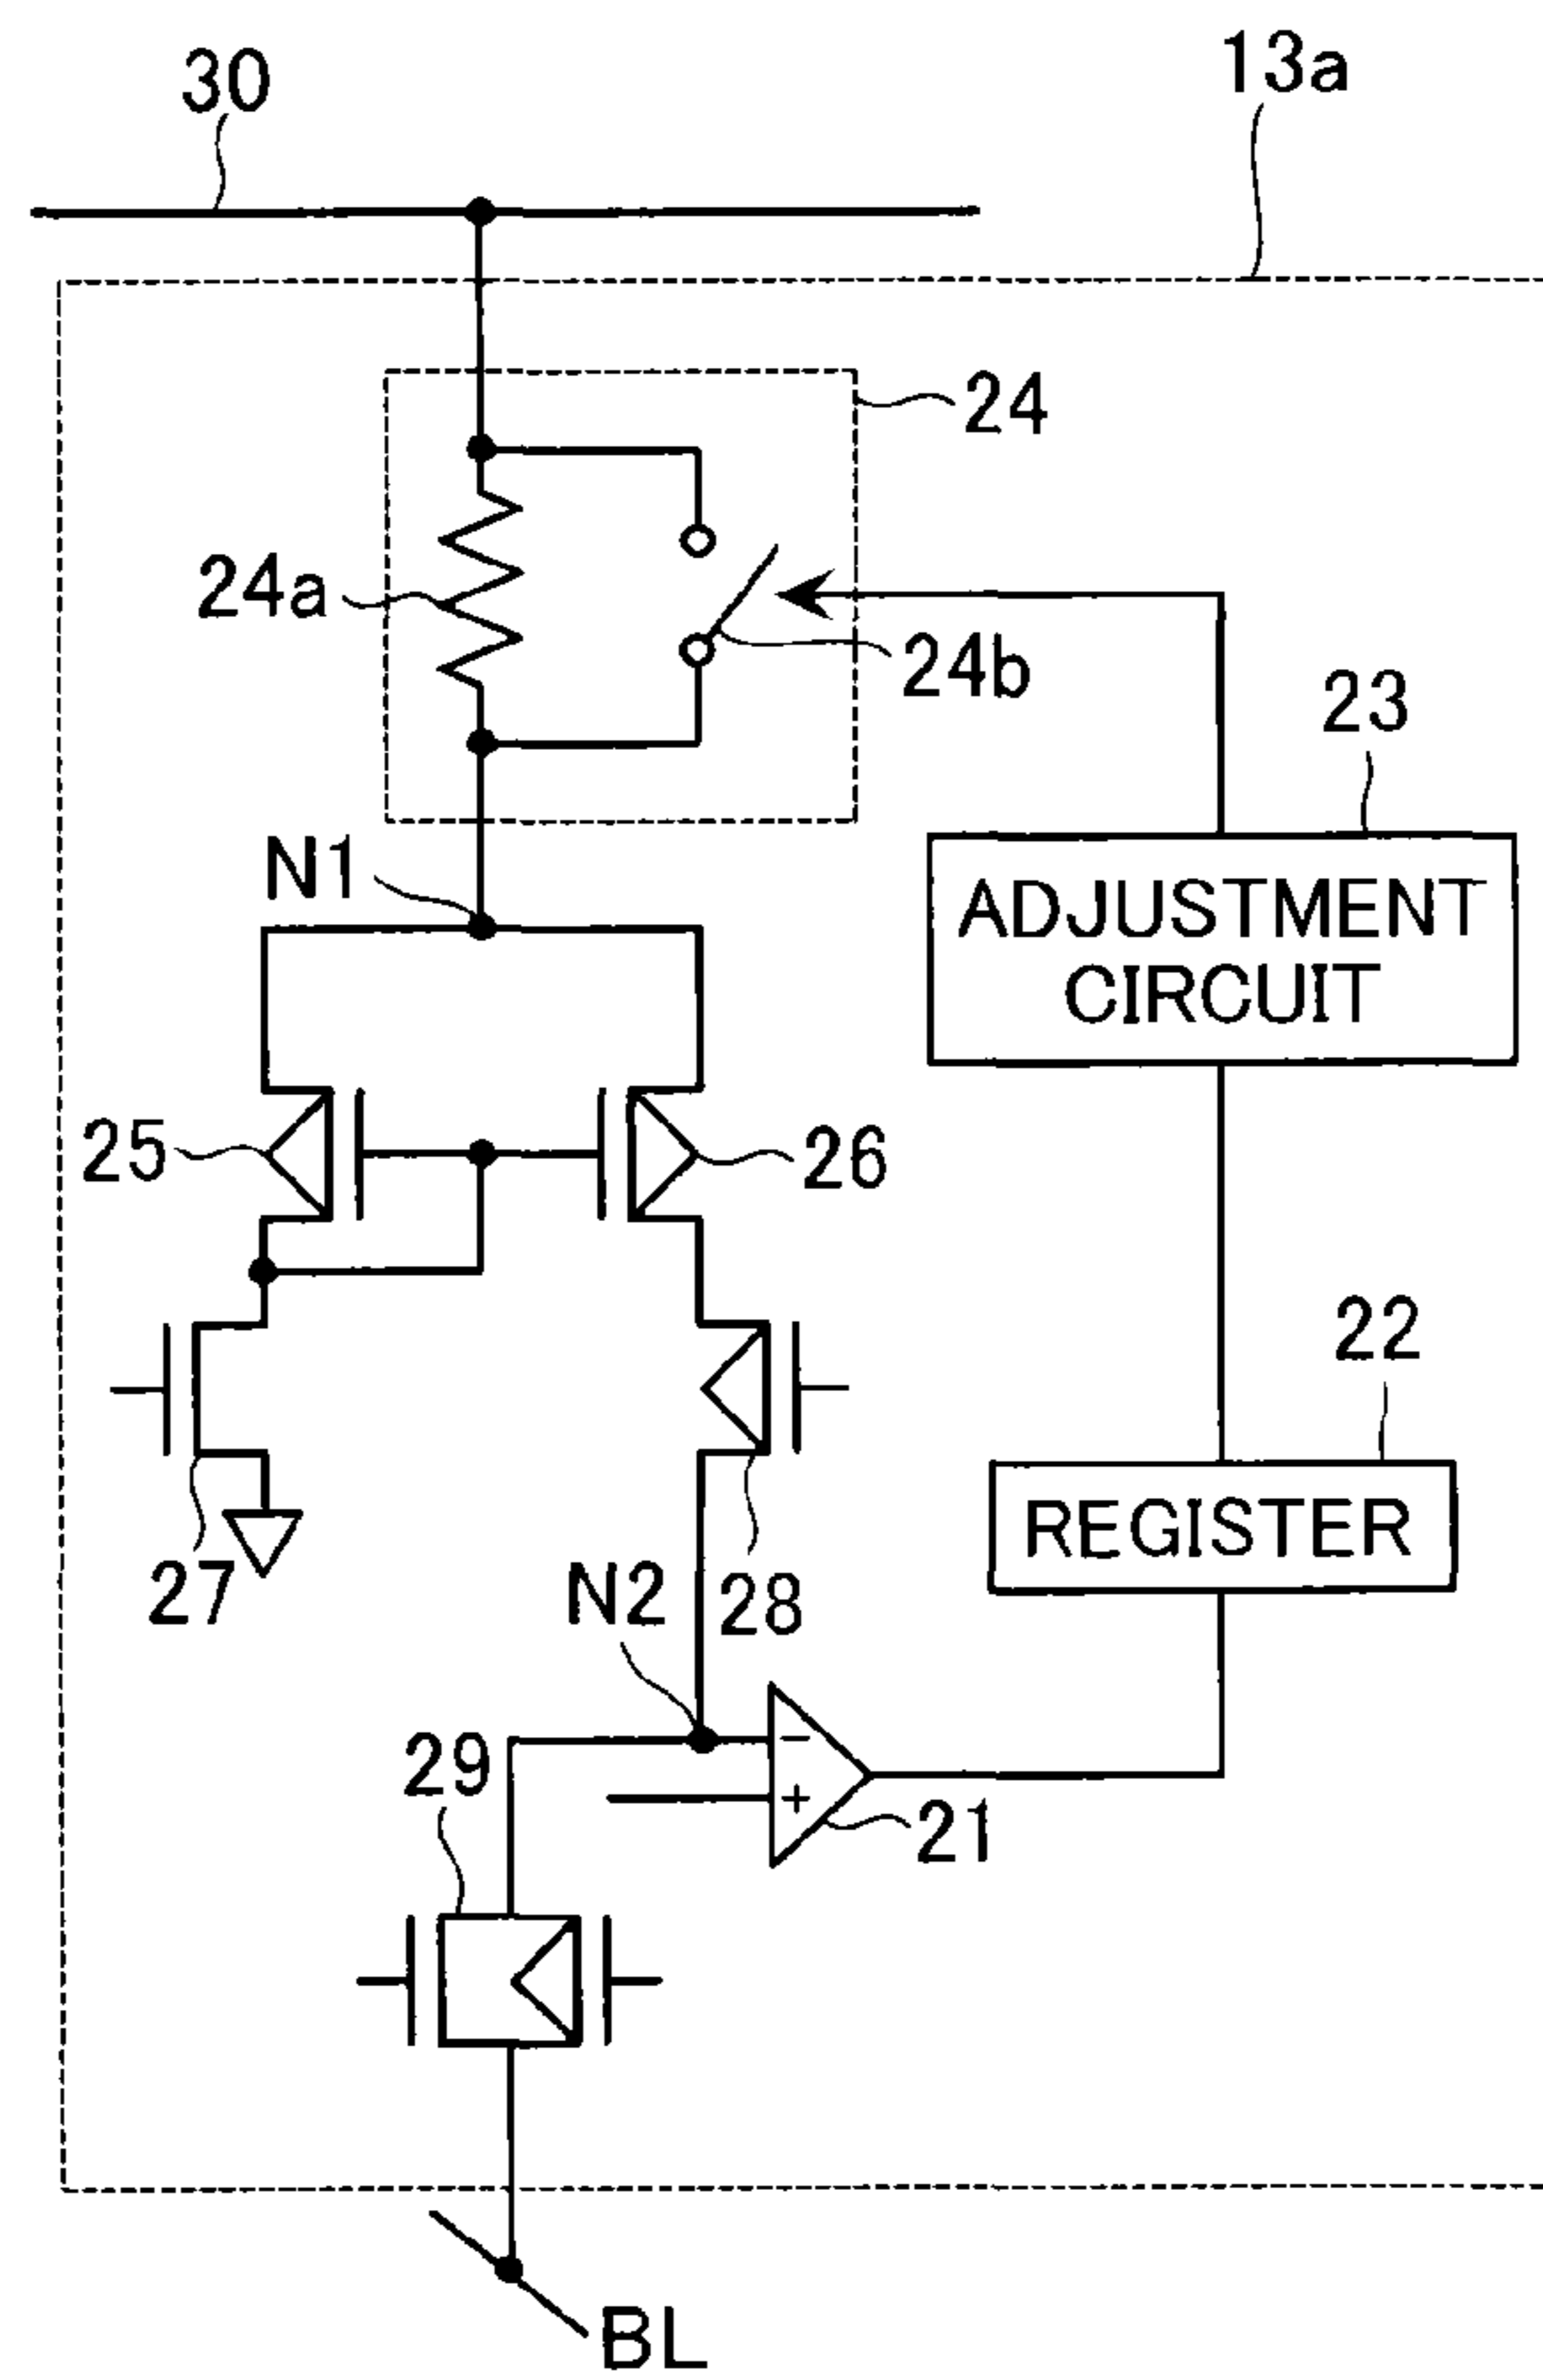 30
13a
24
24a
24b
23
N1
ADJUSTMENT
CIRCUIT
25
26
22
REGISTER
27
N2
28
29
−
+
21
BL